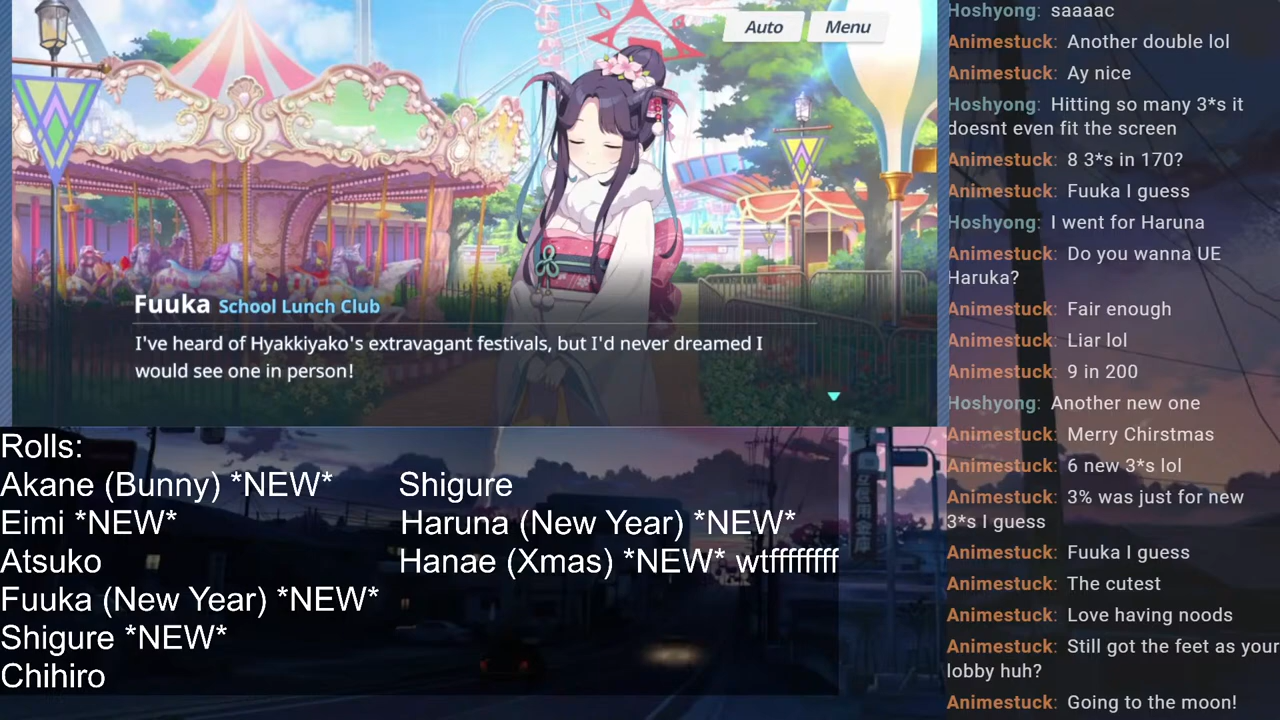 Auto
Menu
Fuuka School Lunch Club
I've heard of Hyakkiyako's extravagant festivals, but I'd never dreamed I
would see one in person!
Rolls:
Akane (Bunny) *NEW*
Eimi *NEW*
Atsuko
Fuuka (New Year) *NEW*
Shigure *NEW*
Chihiro
Shigure
Haruna (New Year) *NEW*
Hanae (Xmas) *NEW* wtfffffffff
Hoshyong: saaaac
Animestuck: Another double lol
Animestuck: Ay nice
Hoshyong: Hitting so many 3*s it
doesnt even fit the screen
Animestuck: 8 3*s in 170?
Animestuck: Fuuka I guess
Hoshyong: I went for Haruna
Animestuck: Do you wanna UE
Haruka?
Animestuck: Fair enough
Animestuck: Liar lol
Animestuck: 9 in 200
Hoshyong: Another new one
Animestuck: Merry Chirstmas
Animestuck: 6 new 3*s lol
Animestuck: 3% was just for new
3*s I guess
Animestuck: Fuuka I guess
Animestuck: The cutest
Animestuck: Love having noods
Animestuck: Still got the feet as your
lobby huh?
Animestuck: Going to the moon!